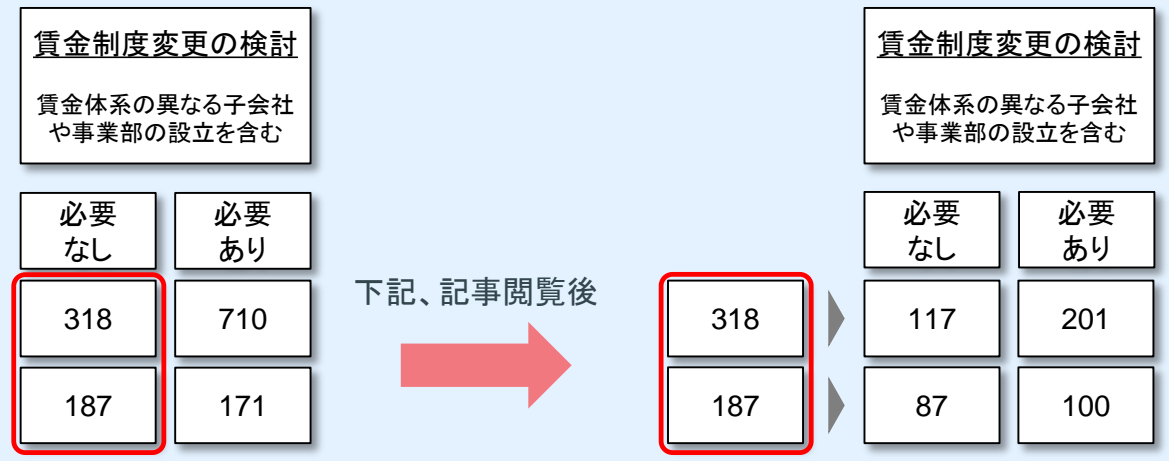 賃金制度変更の検討
賃金体系の異なる子会社
や事業部の設立を含む
必要
なし
必要
あり
318
710
187
171
下記、記事閲覧後
賃金制度変更の検討
賃金体系の異なる子会社
や事業部の設立を含む
必要
なし
必要
あり
318
117
201
187
87
100